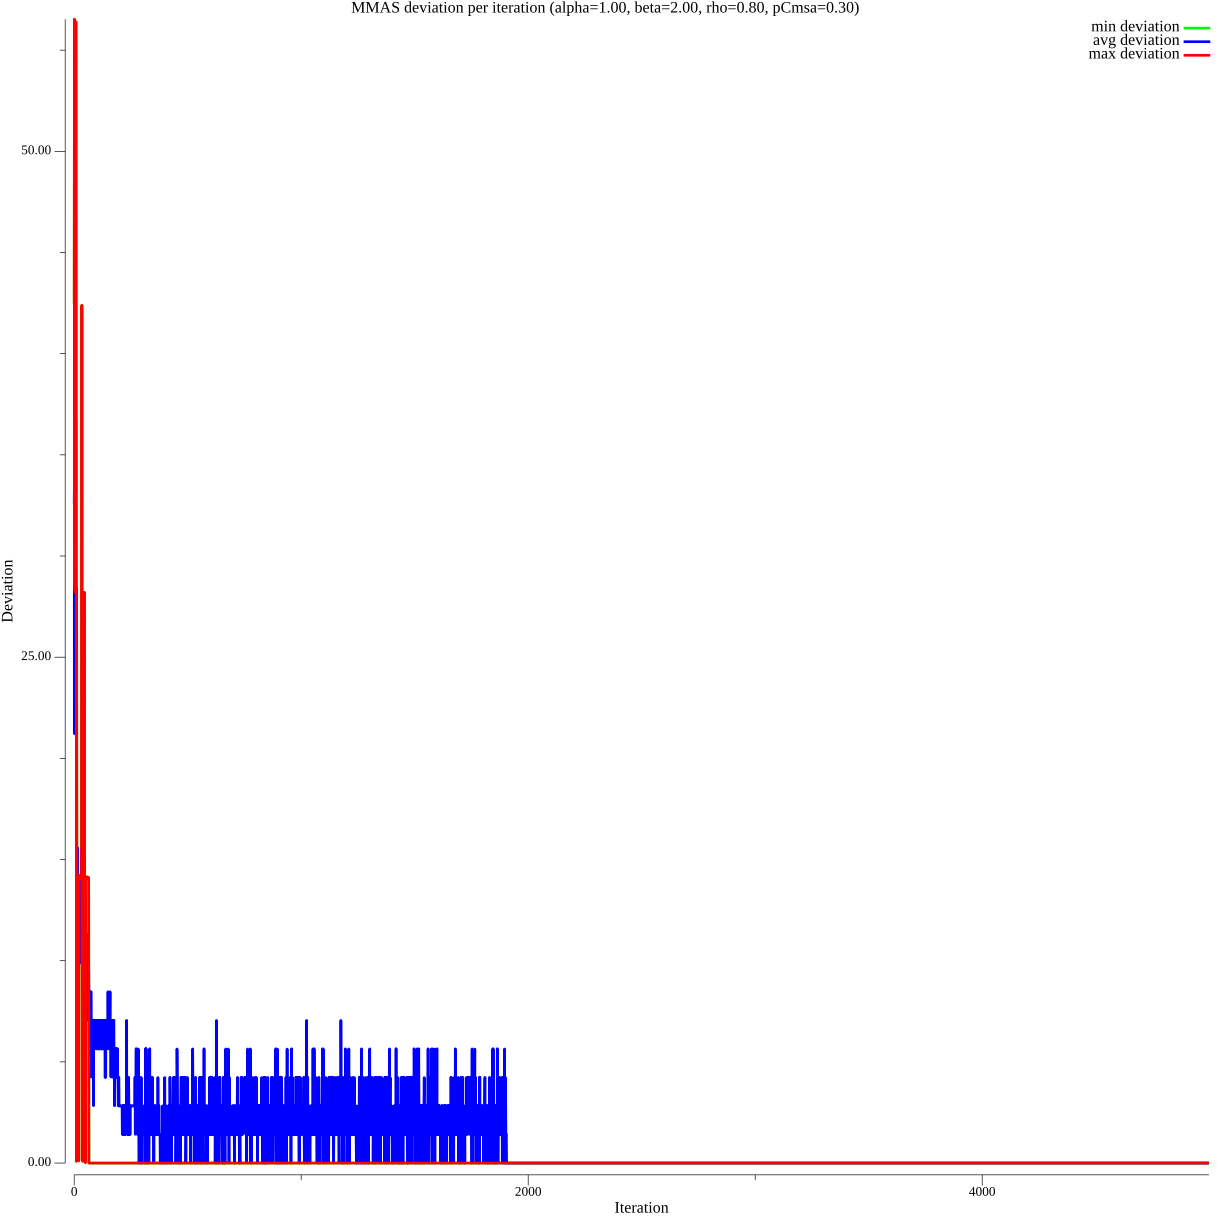 MMAS deviation per iteration (alpha=1.00, beta=2.00, rho=0.80, pCmsa=0.30)
min deviation
avg deviation
max deviation
50.00
25.00
0.00
Deviation
0
2000
4000
Iteration